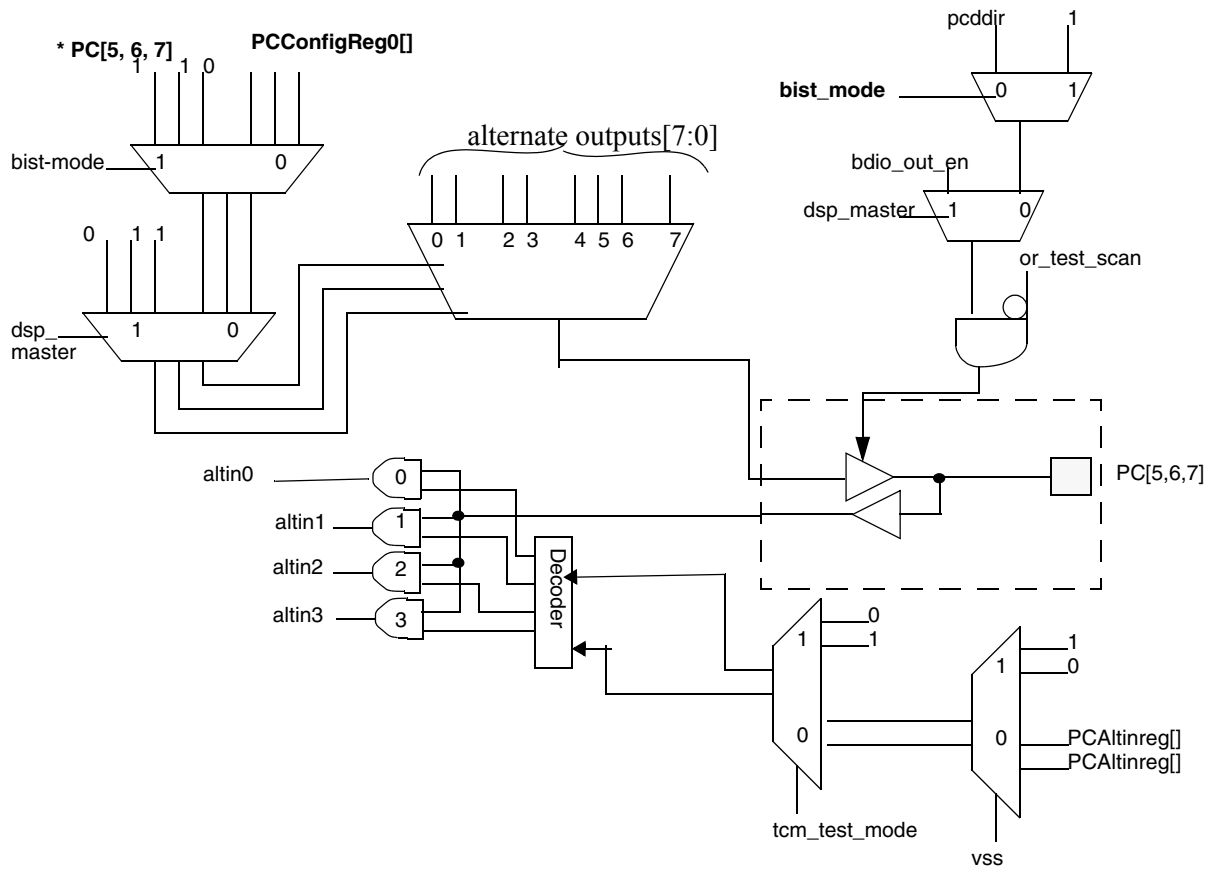 pcddir 1
* PC[5, 6, 7] PCConfigReg0[]
1 1 0
bist_mode 0 1
alternate outputs[7:0]
bist-mode 1 0
bdio_out_en
dsp_master 1 0
0 1 1
0 1 2 3 4 5 6 7
or_test_scan
dsp_
master
1 0
altin0 0
PC[5,6,7]
altin1 1
altin2 2
altin3 3
Decoder
1 0
1
0
1 1
0
0 PCAltinreg[]
PCAltinreg[]
tcm_test_mode
vss